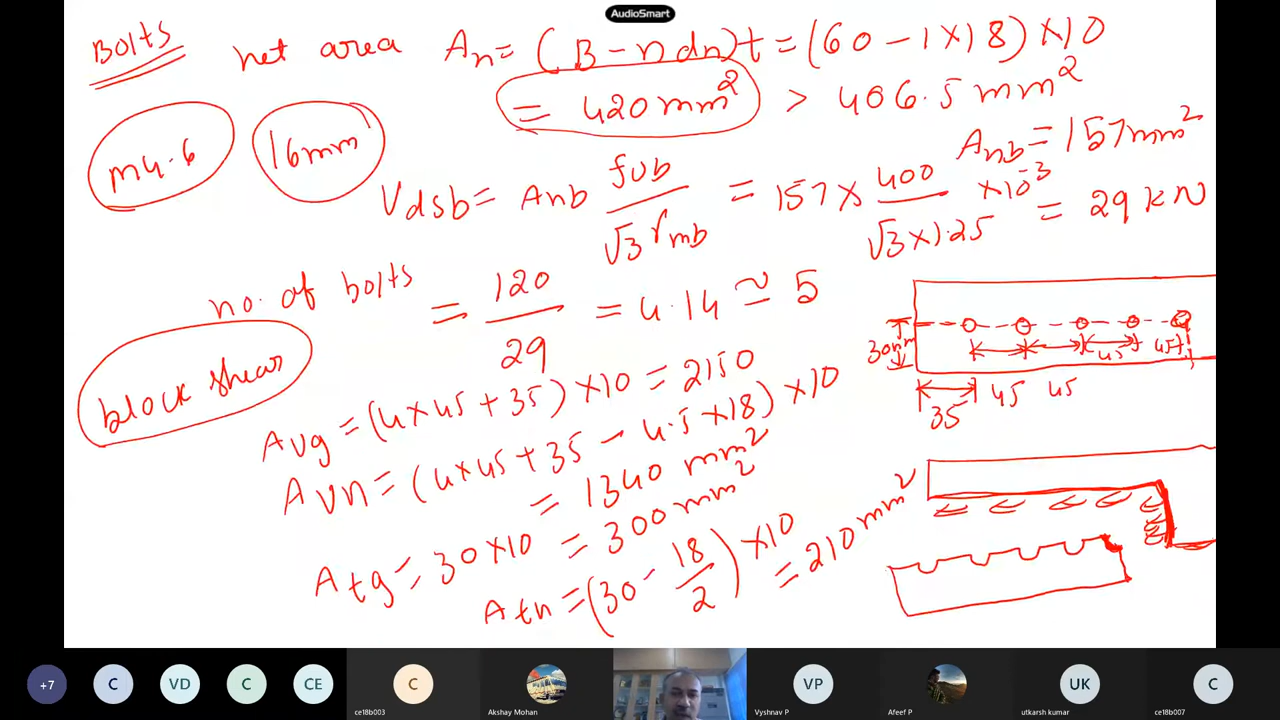 AudioSmart
Bolts net area An = (B - n dn) t = (60 - 1 x 18) x 10
= 420 mm² > 406.5 mm²
m4.6 16mm Anb = 157 mm²
Vdsb = Anb fub / √3 γmb = 157 x 400 / √3 x 1.25 x 10⁻³ = 29 kN
no. of bolts = 120 / 29 = 4.14 ≃ 5
block shear
Avg = (4 x 45 + 35) x 10 = 2150
Avn = (4 x 45 + 35 - 4.5 x 18) x 10
= 1340 mm²
Atg = 30 x 10 = 300 mm²
Atn = (30 - 18 / 2) x 10 = 210 mm²
30mm
45 45
35 45 45
+7 C VD C CE C VP UK C
ce18b003 Akshay Mohan Vyshnav P Afeef P utkarsh kumar ce18b007